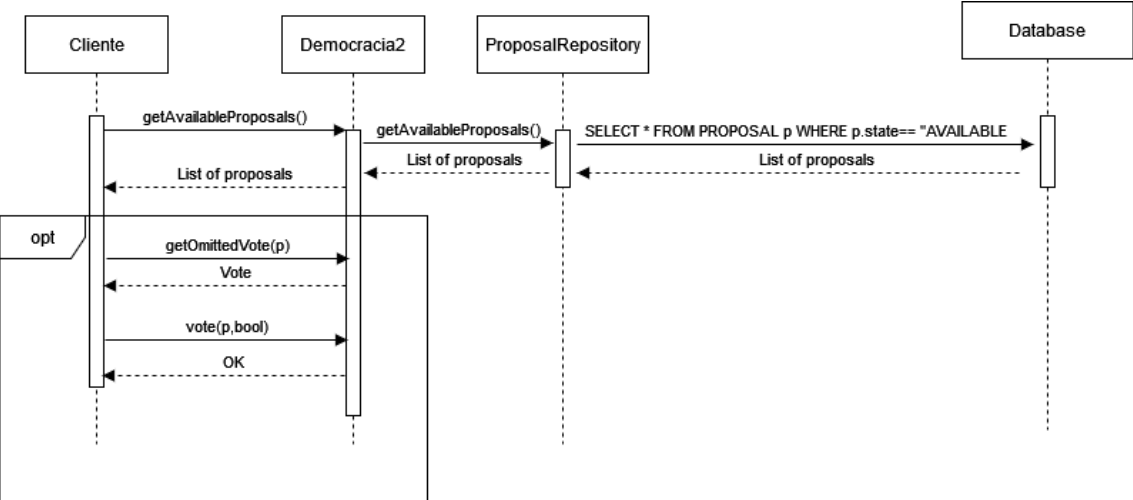 Cliente
Democracia2
ProposalRepository
Database
getAvailableProposals()
getAvailableProposals()
SELECT * FROM PROPOSAL p WHERE p.state== "AVAILABLE
List of proposals
List of proposals
List of proposals
opt
getOmittedVote(p)
Vote
vote(p,bool)
OK